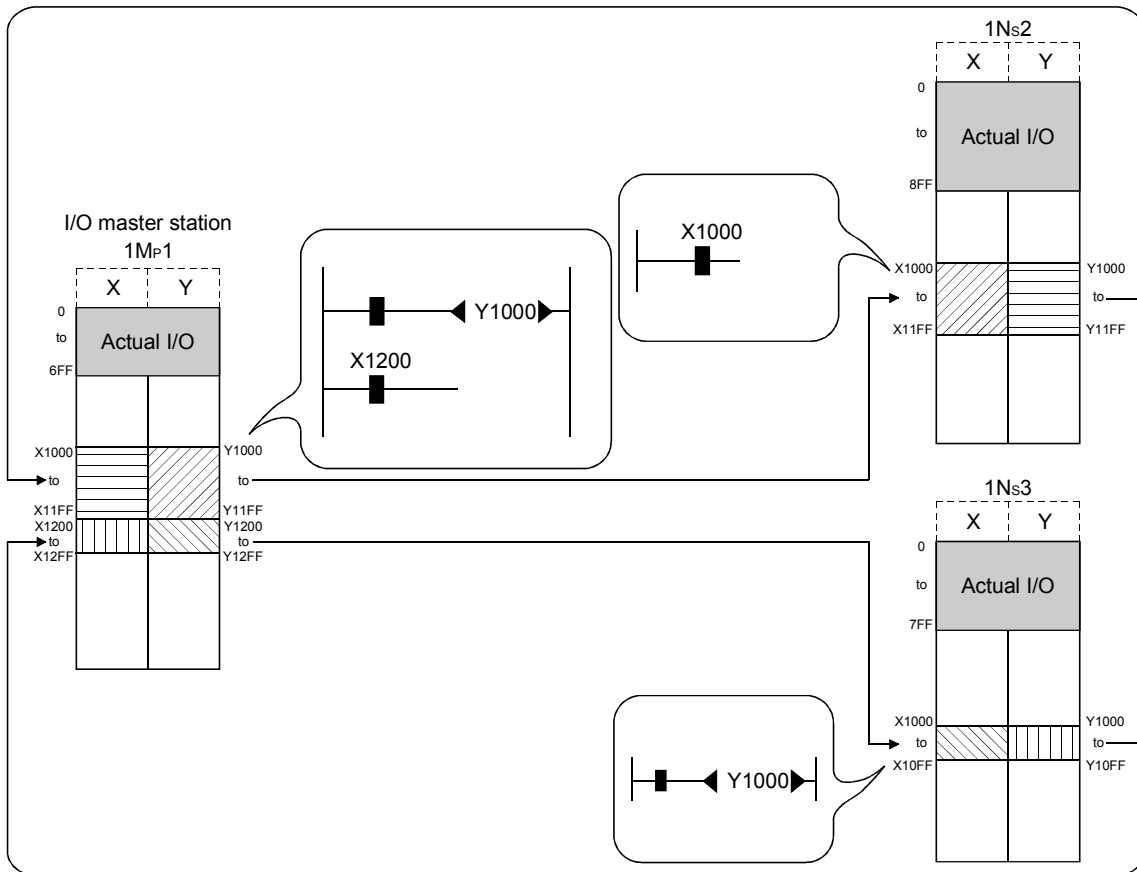 I/O master station
1MP1
X Y
0
to
6FF
Actual I/O
X1000
to
X11FF
X1200
to
X12FF
Y1000
to
Y11FF
Y1200
to
Y12FF
Y1000
X1200
X1000
1NS2
X Y
0
to
8FF
Actual I/O
X1000
to
X11FF
Y1000
to
Y11FF
1NS3
X Y
0
to
7FF
Actual I/O
X1000
to
X10FF
Y1000
to
Y10FF
Y1000